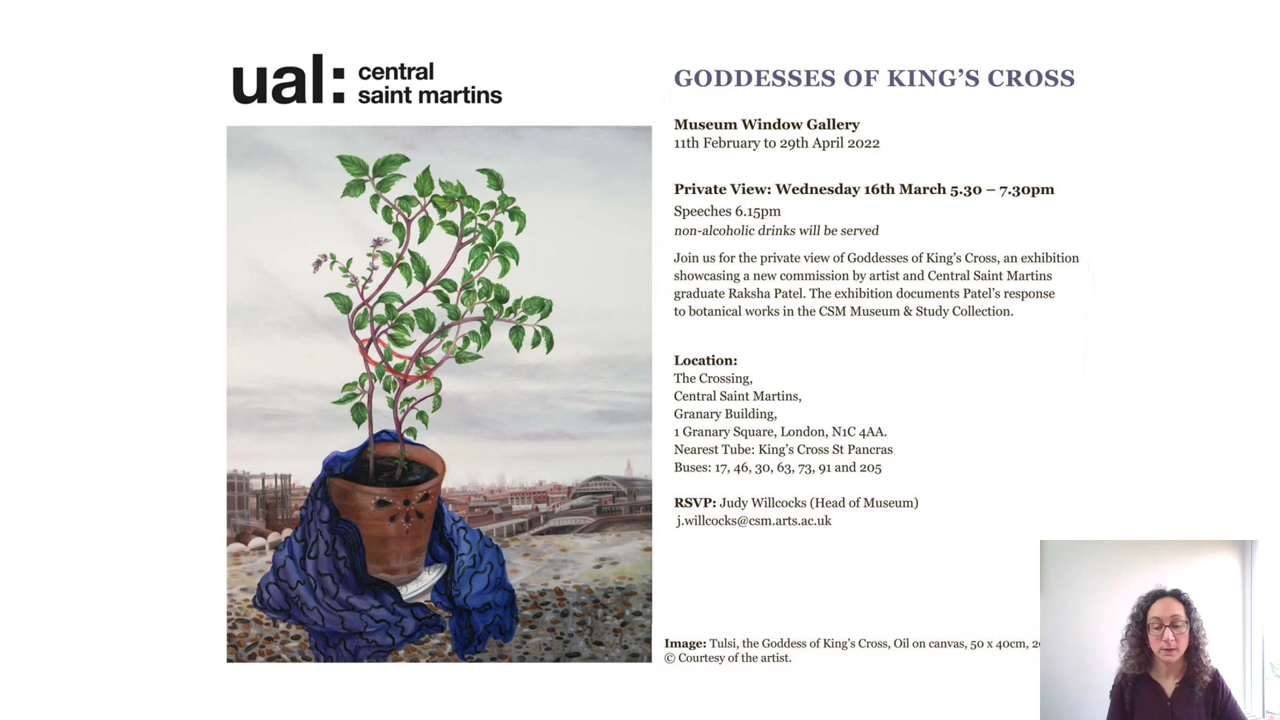 ual: central
saint martins
GODDESSES OF KING'S CROSS
Museum Window Gallery
11th February to 29th April 2022
Private View: Wednesday 16th March 5.30 – 7.30pm
Speeches 6.15pm
non-alcoholic drinks will be served
Join us for the private view of Goddesses of King's Cross, an exhibition
showcasing a new commission by artist and Central Saint Martins
graduate Raksha Patel. The exhibition documents Patel's response
to botanical works in the CSM Museum & Study Collection.
Location:
The Crossing,
Central Saint Martins,
Granary Building,
1 Granary Square, London, N1C 4AA.
Nearest Tube: King's Cross St Pancras
Buses: 17, 46, 30, 63, 73, 91 and 205
RSVP: Judy Willcocks (Head of Museum)
j.willcocks@csm.arts.ac.uk
Image: Tulsi, the Goddess of King's Cross, Oil on canvas, 50 x 40cm,
© Courtesy of the artist.